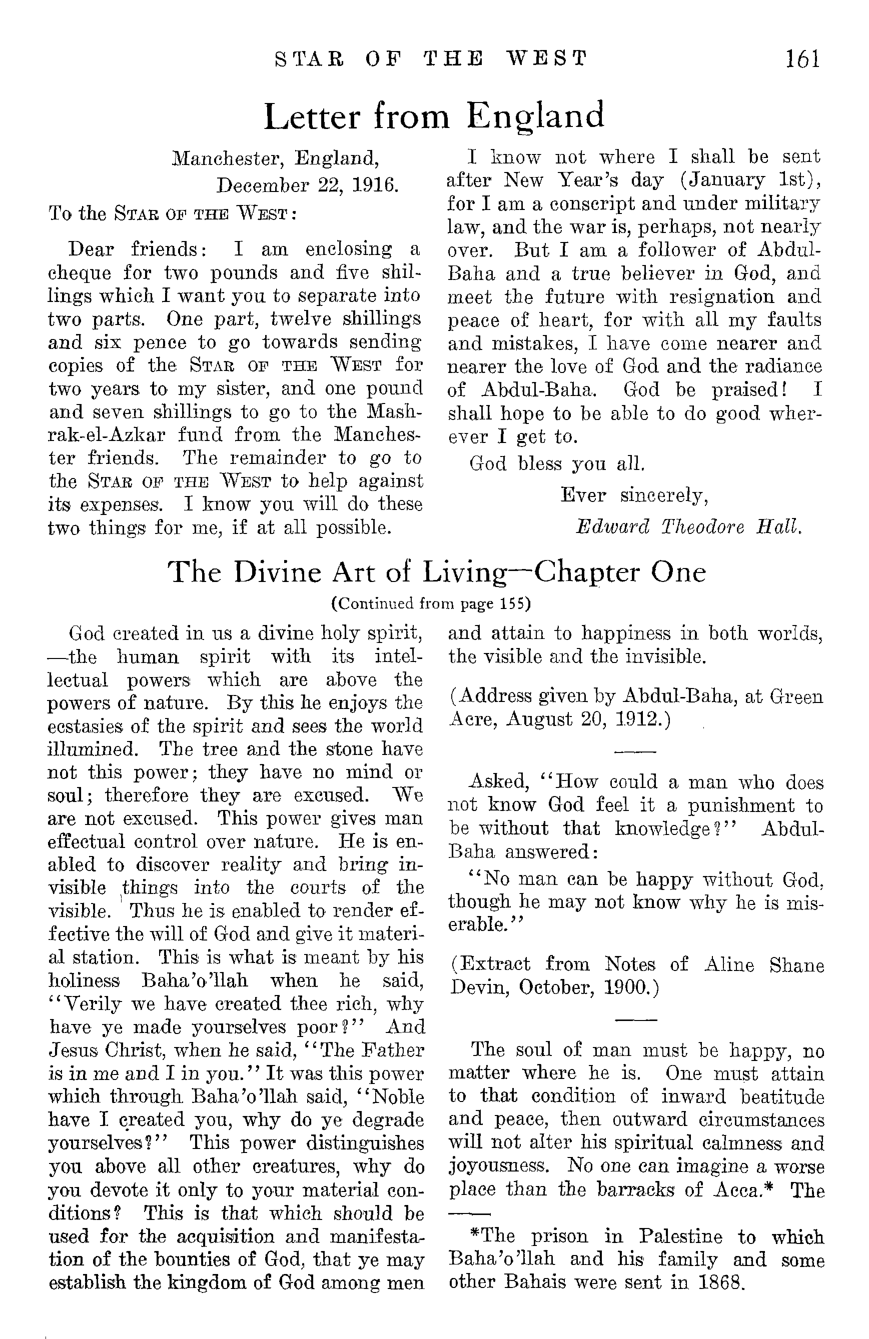 STAR OF THE WEST 161
Letter from England
Manchester, England,
December 22, 1916.
To the STAR OF THE WEST:
Dear friends: I am enclosing a
cheque for two pounds and five shil-
lings which I want you to separate into
two parts. One part, twelve shillings
and six pence to go towards sending
copies of the STAR OF THE WEST for
two years to my sister, and one pound
and seven shillings to go to the Mash-
rak-el-Azkar fund from the Manches-
ter friends. The remainder to go to
the STAR OF THE WEST to help against
its expenses. I know you will do these
two things for me, if at all possible.
I know not where I shall be sent
after New Year's day (January 1st),
for I am a conscript and under military
law, and the war is, perhaps, not nearly
over. But I am a follower of Abdul-
Baha and a true believer in God, and
meet the future with resignation and
peace of heart, for with all my faults
and mistakes, I have come nearer and
nearer the love of God and the radiance
of Abdul-Baha. God be praised! I
shall hope to be able to do good wher-
ever I get to.
God bless you all.
Ever sincerely,
Edward Theodore Hall.
The Divine Art of Living—Chapter One
(Continued from page 155)
God created in us a divine holy spirit,
—the human spirit with its intel-
lectual powers which are above the
powers of nature. By this he enjoys the
ecstasies of the spirit and sees the world
illumined. The tree and the stone have
not this power; they have no mind or
soul; therefore they are excused. We
are not excused. This power gives man
effectual control over nature. He is en-
abled to discover reality and bring in-
visible things into the courts of the
visible. Thus he is enabled to render ef-
fective the will of God and give it materi-
al station. This is what is meant by his
holiness Baha'o'llah when he said,
"Verily we have created thee rich, why
have ye made yourselves poor?" And
Jesus Christ, when he said, "The Father
is in me and I in you." It was this power
which through Baha'o'llah said, "Noble
have I created you, why do ye degrade
yourselves?" This power distinguishes
you above all other creatures, why do
you devote it only to your material con-
ditions? This is that which should be
used for the acquisition and manifesta-
tion of the bounties of God, that ye may
establish the kingdom of God among men
and attain to happiness in both worlds,
the visible and the invisible.
(Address given by Abdul-Baha, at Green
Acre, August 20, 1912.)
Asked, "How could a man who does
not know God feel it a punishment to
be without that knowledge?" Abdul-
Baha answered:
"No man can be happy without God,
though he may not know why he is mis-
erable."
(Extract from Notes of Aline Shane
Devin, October, 1900.)
The soul of man must be happy, no
matter where he is. One must attain
to that condition of inward beatitude
and peace, then outward circumstances
will not alter his spiritual calmness and
joyousness. No one can imagine a worse
place than the barracks of Acca.* The
*The prison in Palestine to which
Baha'o'llah and his family and some
other Bahais were sent in 1868.